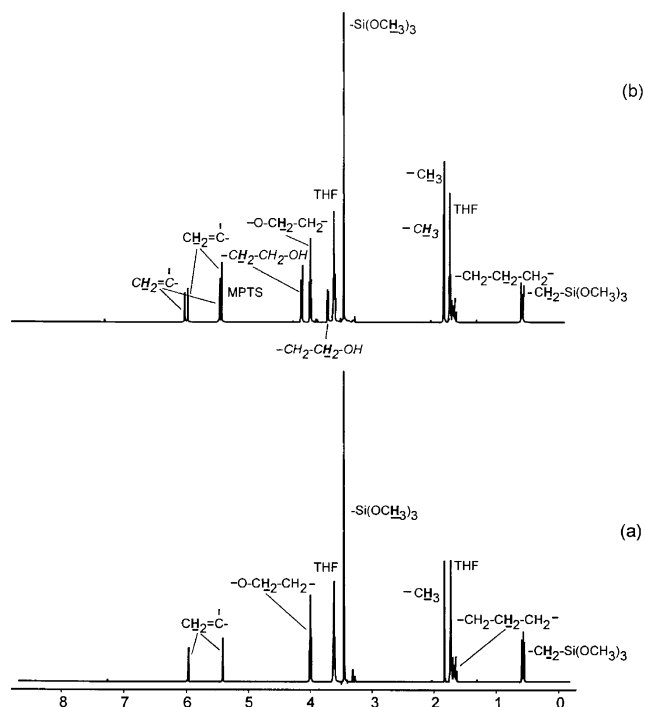 -Si(OCH3)3
(b)
-CH3
THF
THF
-O-CH2-CH2-
-CH3
CH2=C-
-CH2-CH2-OH
-CH2-CH2-CH2-
CH2=C-
MPTS
-CH2-Si(OCH3)3
-CH2-CH2-OH
-Si(OCH3)3
(a)
THF
THF
-O-CH2-CH2-
-CH3
-CH2-CH2-CH2-
CH2=C-
-CH2-Si(OCH3)3
8 7 6 5 4 3 2 1 0